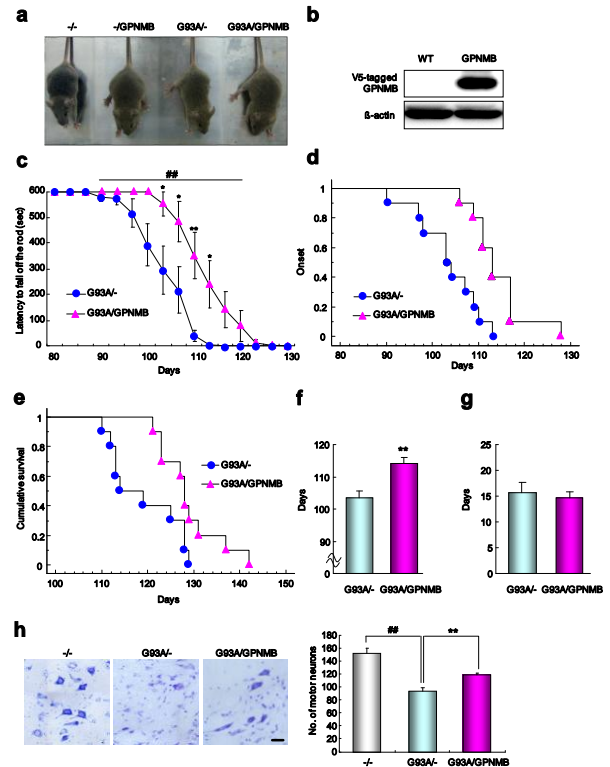 a
-/-
-/GPNMB
G93A/-
G93A/GPNMB
b
WT
GPNMB
V5-tagged
GPNMB
ß-actin
c
##
*
*
**
*
Latency to fall off the rod (sec)
600
500
400
300
200
100
0
G93A/-
G93A/GPNMB
80
90
100
110
120
130
Days
d
Onset
1
0.8
0.6
0.4
0.2
0
G93A/-
G93A/GPNMB
80
90
100
110
120
130
Days
e
Cumulative survival
1
0.8
0.6
0.4
0.2
0
G93A/-
G93A/GPNMB
100
110
120
130
140
150
Days
f
Days
120
110
100
90
0
**
G93A/-
G93A/GPNMB
g
Days
25
20
15
10
5
0
G93A/-
G93A/GPNMB
h
-/-
G93A/-
G93A/GPNMB
No. of motor neurons
180
160
140
120
100
80
60
40
20
0
##
**
-/-
G93A/-
G93A/GPNMB